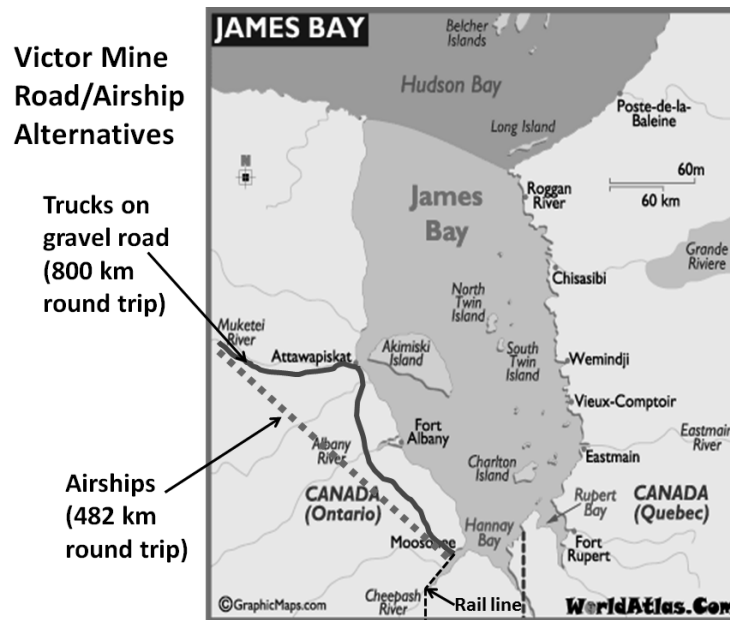 JAMES BAY
Victor Mine
Road/Airship
Alternatives
Belcher
Islands
Hudson Bay
Poste-de-la-
Baleine
Long Island
N
60m
60 km
James
Bay
Roggan
River
Trucks on
gravel road
(800 km
round trip)
Grande
Riviere
Chisasibi
North
Twin
Island
Muketei
River
Attawapiskat
Akimiski
Island
South
Twin
Island
Wemindji
Vieux-Comptoir
Fort
Albany
Albany
River
Eastmain
River
Eastmain
Charlton
Island
Airships
(482 km
round trip)
CANADA
(Ontario)
Rupert
Bay
CANADA
(Quebec)
Hannay
Bay
Moosonee
Fort
Rupert
Cheepash
River
Rail line
©GraphicMaps.com
WorldAtlas.Com